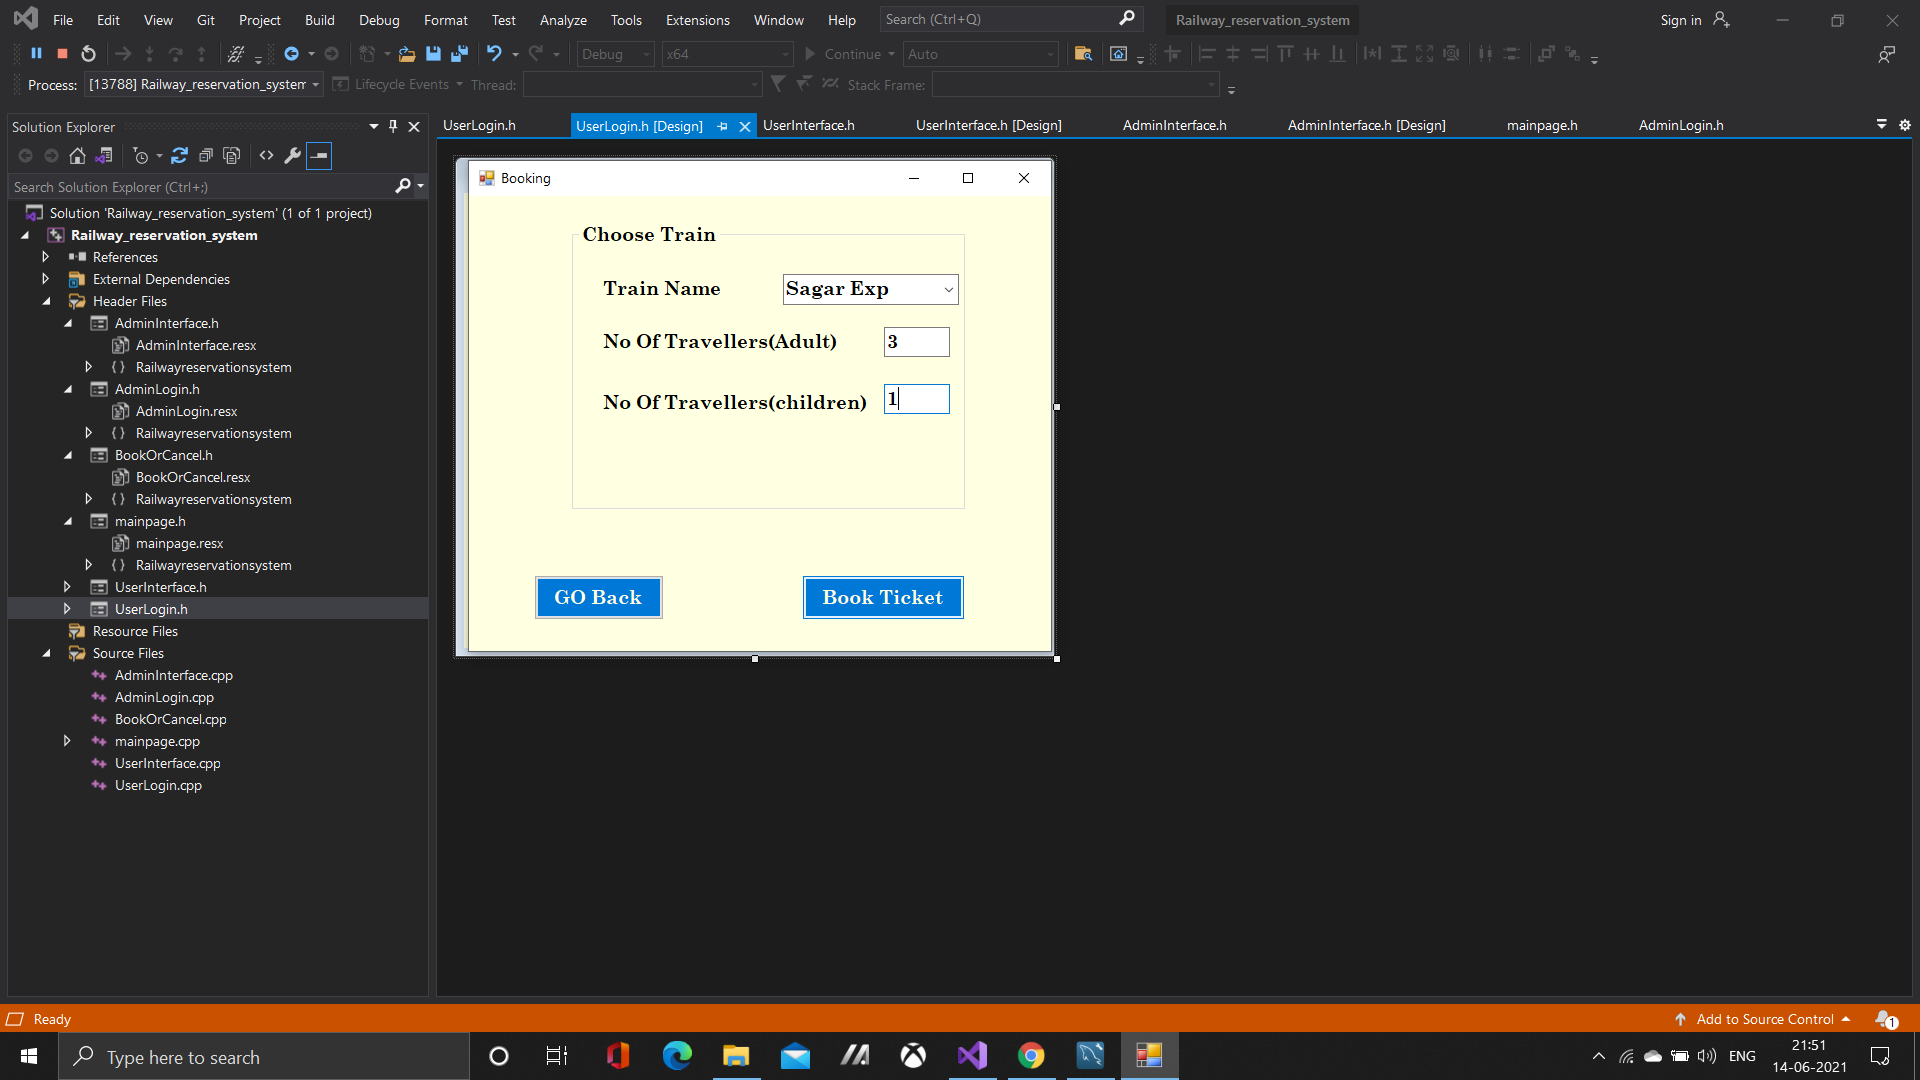 File Edit View Git Project Build Debug Format Test Analyze Tools Extensions Window Help Search (Ctrl+Q) Railway_reservation_system Sign in
Debug x64 Continue Auto
Process: [13788] Railway_reservation_system Lifecycle Events Thread: Stack Frame:
Solution Explorer
UserLogin.h UserLogin.h [Design] UserInterface.h UserInterface.h [Design] AdminInterface.h AdminInterface.h [Design] mainpage.h AdminLogin.h
Search Solution Explorer (Ctrl+;)
Solution 'Railway_reservation_system' (1 of 1 project)
Railway_reservation_system
References
External Dependencies
Header Files
AdminInterface.h
AdminInterface.resx
Railwayreservationsystem
AdminLogin.h
AdminLogin.resx
Railwayreservationsystem
BookOrCancel.h
BookOrCancel.resx
Railwayreservationsystem
mainpage.h
mainpage.resx
Railwayreservationsystem
UserInterface.h
UserLogin.h
Resource Files
Source Files
AdminInterface.cpp
AdminLogin.cpp
BookOrCancel.cpp
mainpage.cpp
UserInterface.cpp
UserLogin.cpp
Booking
Choose Train
Train Name Sagar Exp
No Of Travellers(Adult) 3
No Of Travellers(children) 1
GO Back Book Ticket
Ready Add to Source Control 1
Type here to search ENG 21:51
14-06-2021